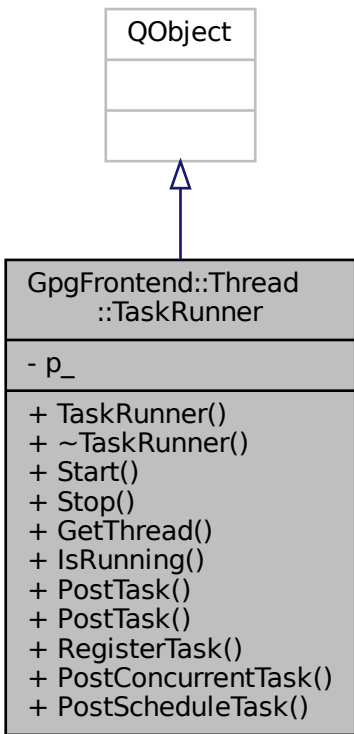 QObject
GpgFrontend::Thread
::TaskRunner
- p_
+ TaskRunner()
+ ~TaskRunner()
+ Start()
+ Stop()
+ GetThread()
+ IsRunning()
+ PostTask()
+ PostTask()
+ RegisterTask()
+ PostConcurrentTask()
+ PostScheduleTask()